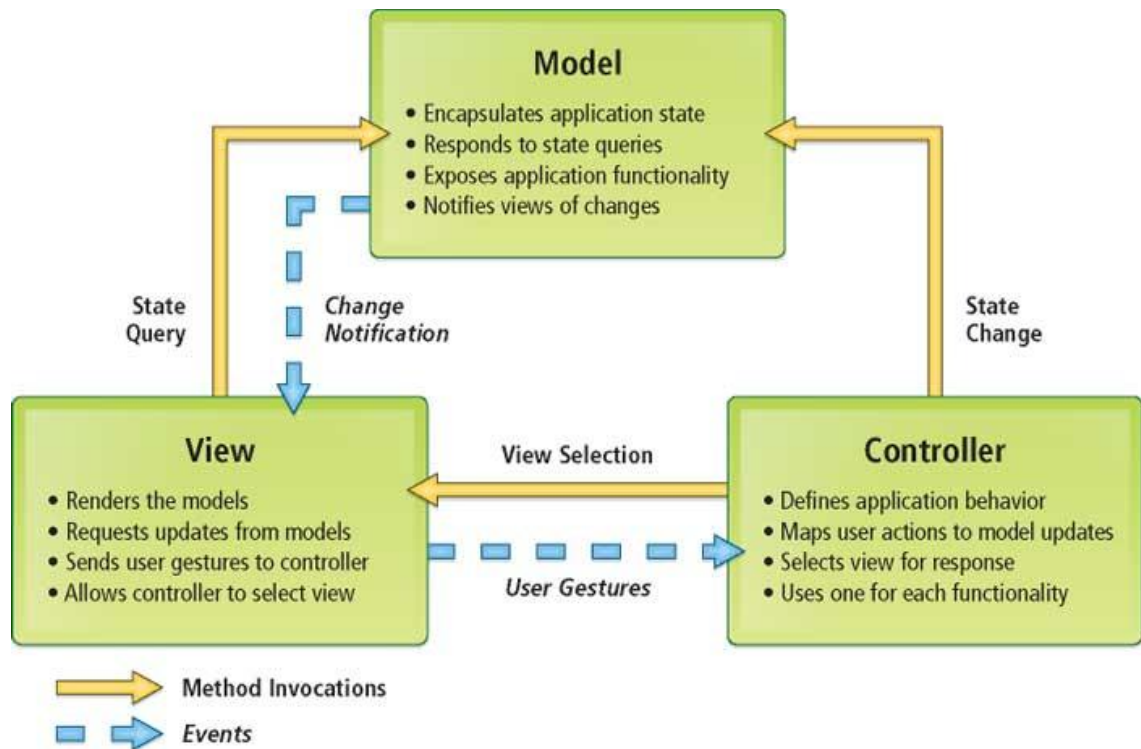 Model
• Encapsulates application state
• Responds to state queries
• Exposes application functionality
• Notifies views of changes
State
Query
Change
Notification
State
Change
View
• Renders the models
• Requests updates from models
• Sends user gestures to controller
• Allows controller to select view
View Selection
User Gestures
Controller
• Defines application behavior
• Maps user actions to model updates
• Selects view for response
• Uses one for each functionality
Method Invocations
Events